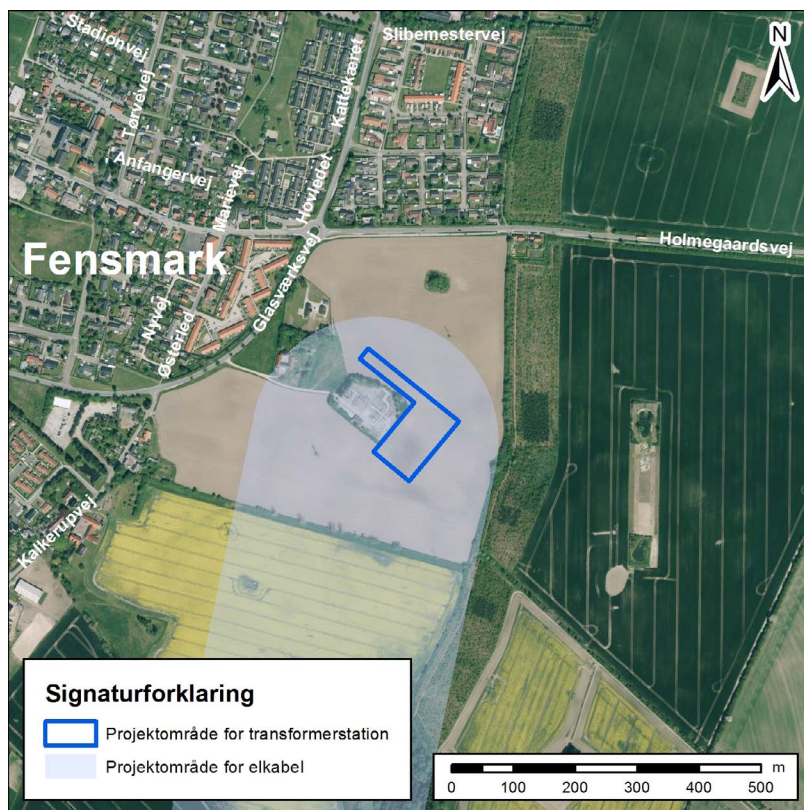 Stadionvej
Tørvevej
Slibemestervej
Kattekæret
Anfangervej
Marievej
Hovledet
Holmegaardsvej
Fensmark
Glasværksvej
Nyvej
Østerled
Kalkerupvej
N
Signaturforklaring
Projektområde for transformerstation
Projektområde for elkabel
m
0 100 200 300 400 500